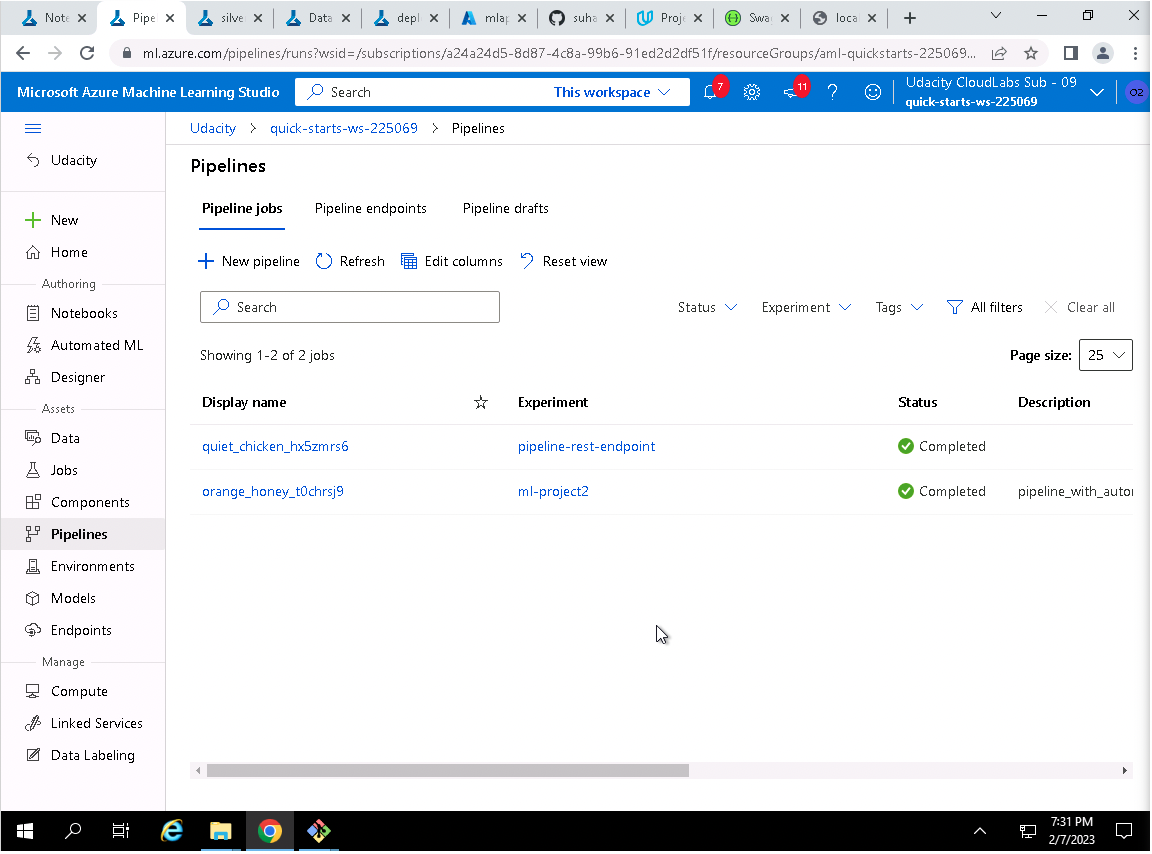 Note
Pipe
silve
Data
depl
mlap
suha
Proj
Swa
loca
ml.azure.com/pipelines/runs?wsid=/subscriptions/a24a24d5-8d87-4c8a-99b6-91ed2d2df51f/resourceGroups/aml-quickstarts-225069...
Microsoft Azure Machine Learning Studio
Search
This workspace
7
11
Udacity CloudLabs Sub - 09
quick-starts-ws-225069
O2
Udacity > quick-starts-ws-225069 > Pipelines
Udacity
New
Home
Authoring
Notebooks
Automated ML
Designer
Assets
Data
Jobs
Components
Pipelines
Environments
Models
Endpoints
Manage
Compute
Linked Services
Data Labeling
Pipelines
Pipeline jobs Pipeline endpoints Pipeline drafts
New pipeline Refresh Edit columns Reset view
Search
Status Experiment Tags All filters Clear all
Showing 1-2 of 2 jobs
Page size: 25
Display name Experiment Status Description
quiet_chicken_hx5zmrs6 pipeline-rest-endpoint Completed
orange_honey_t0chrsj9 ml-project2 Completed pipeline_with_autor
7:31 PM
2/7/2023